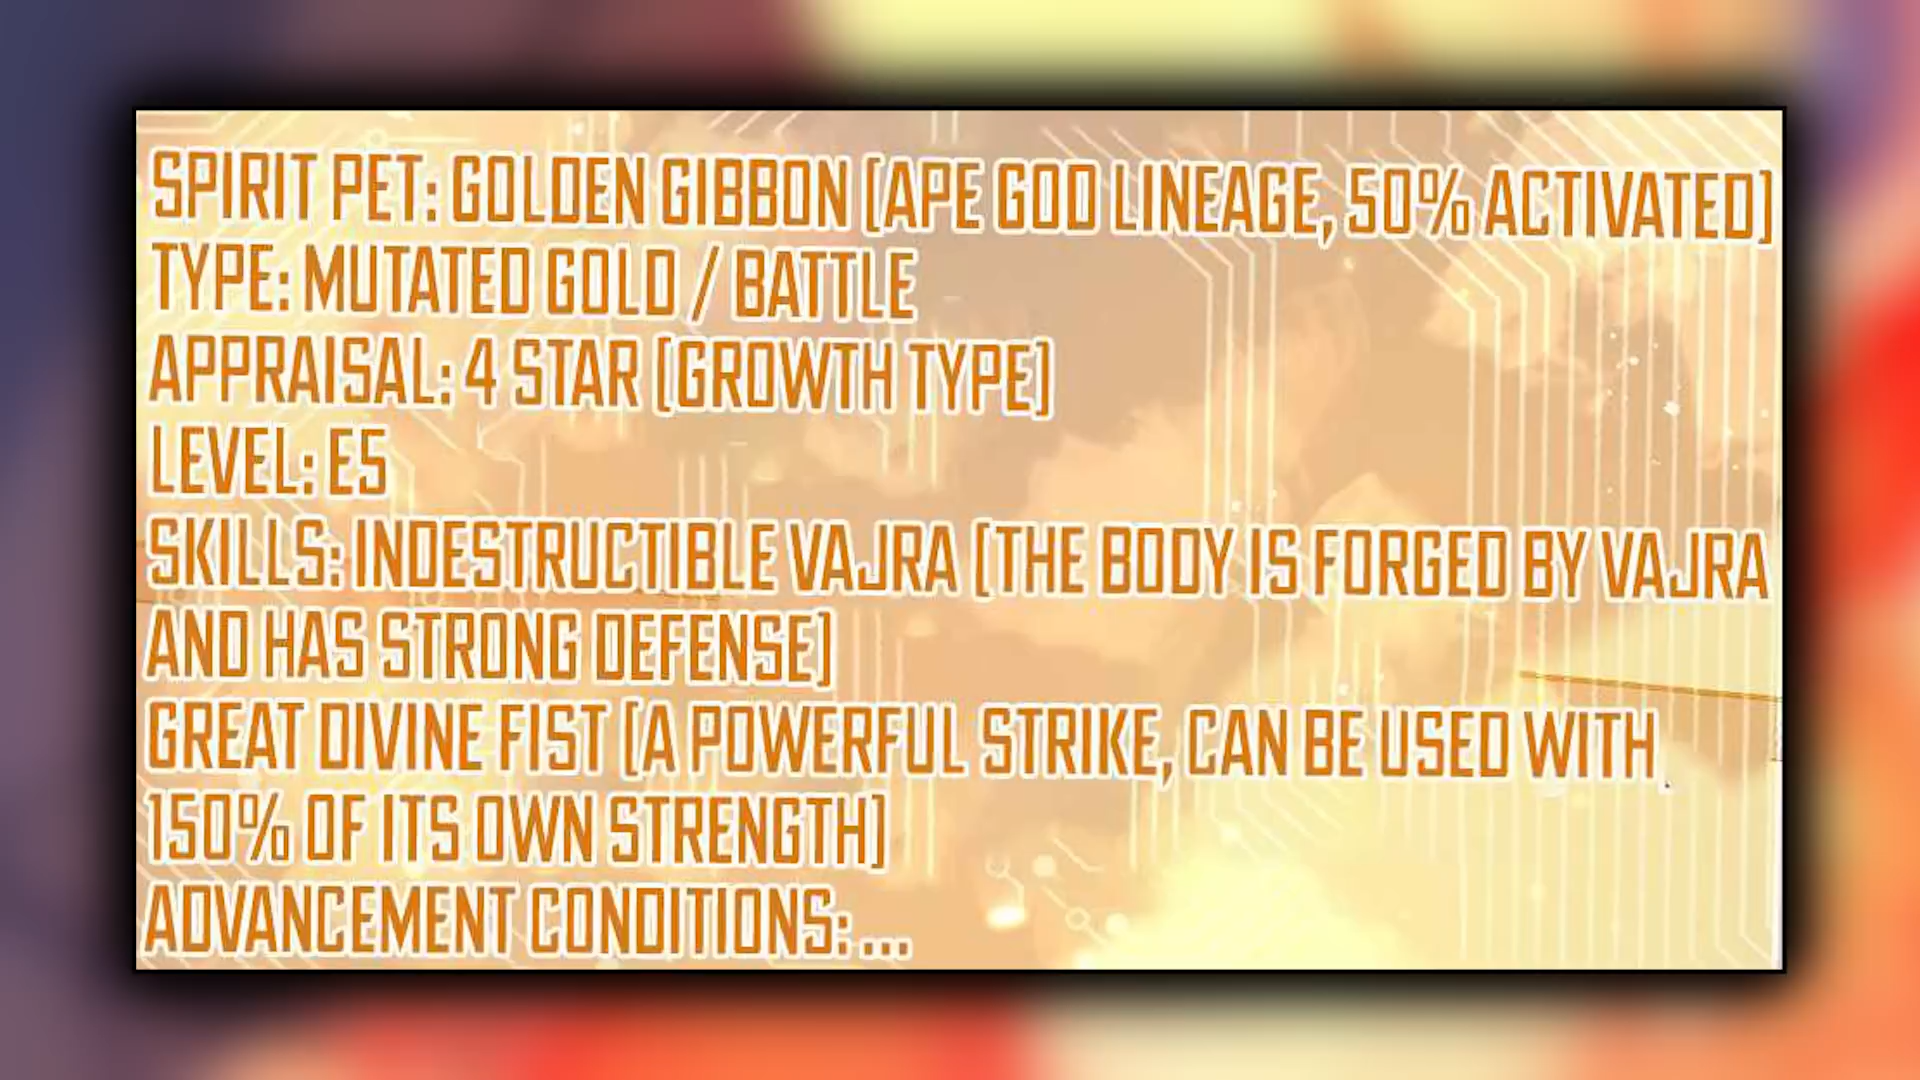 SPIRIT PET: GOLDEN GIBBON [APE GOD LINEAGE, 50% ACTIVATED]
TYPE: MUTATED GOLD / BATTLE
APPRAISAL: 4 STAR [GROWTH TYPE]
LEVEL: E5
SKILLS: INDESTRUCTIBLE VAJRA [THE BODY IS FORGED BY VAJRA
AND HAS STRONG DEFENSE]
GREAT DIVINE FIST [A POWERFUL STRIKE, CAN BE USED WITH
150% OF ITS OWN STRENGTH]
ADVANCEMENT CONDITIONS: ...